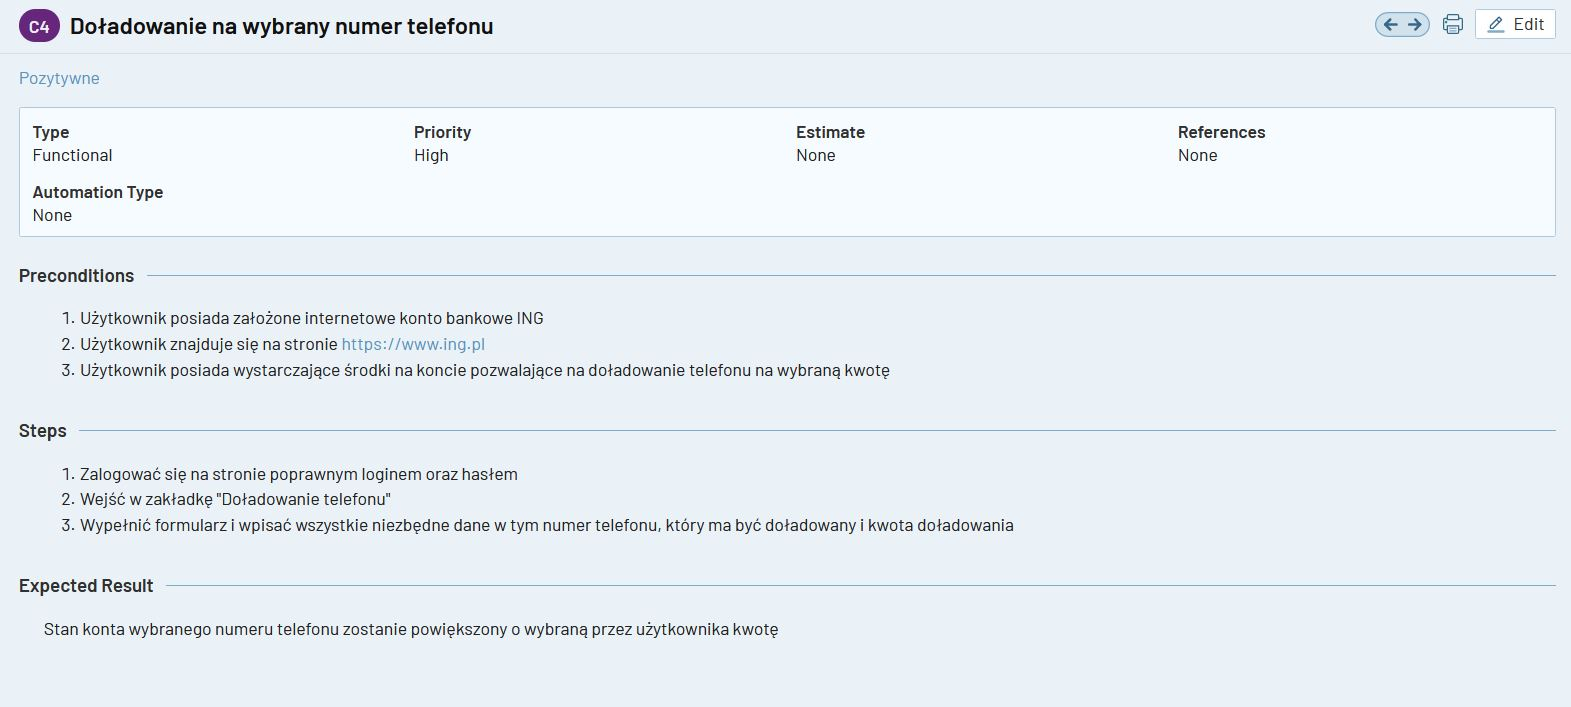 C4 Doładowanie na wybrany numer telefonu
Edit
Pozytywne
Type Priority Estimate References
Functional High None None
Automation Type
None
Preconditions
1. Użytkownik posiada założone internetowe konto bankowe ING
2. Użytkownik znajduje się na stronie https://www.ing.pl
3. Użytkownik posiada wystarczające środki na koncie pozwalające na doładowanie telefonu na wybraną kwotę
Steps
1. Zalogować się na stronie poprawnym loginem oraz hasłem
2. Wejść w zakładkę "Doładowanie telefonu"
3. Wypełnić formularz i wpisać wszystkie niezbędne dane w tym numer telefonu, który ma być doładowany i kwota doładowania
Expected Result
Stan konta wybranego numeru telefonu zostanie powiększony o wybraną przez użytkownika kwotę